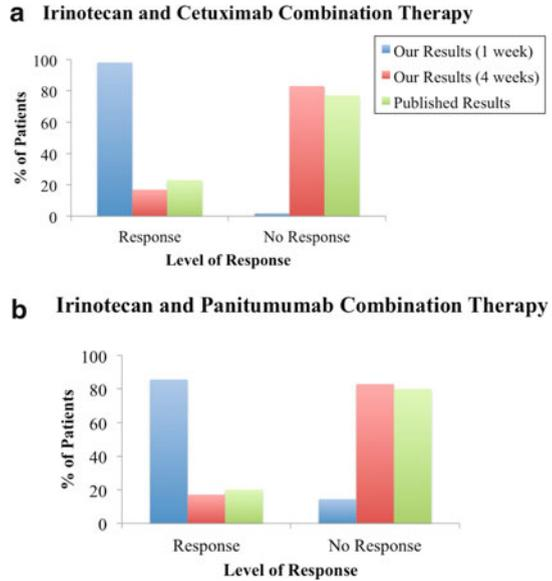 a Irinotecan and Cetuximab Combination Therapy
Our Results (1 week)
Our Results (4 weeks)
Published Results
% of Patients
100
80
60
40
20
0
Response No Response
Level of Response
b Irinotecan and Panitumumab Combination Therapy
% of Patients
100
80
60
40
20
0
Response No Response
Level of Response